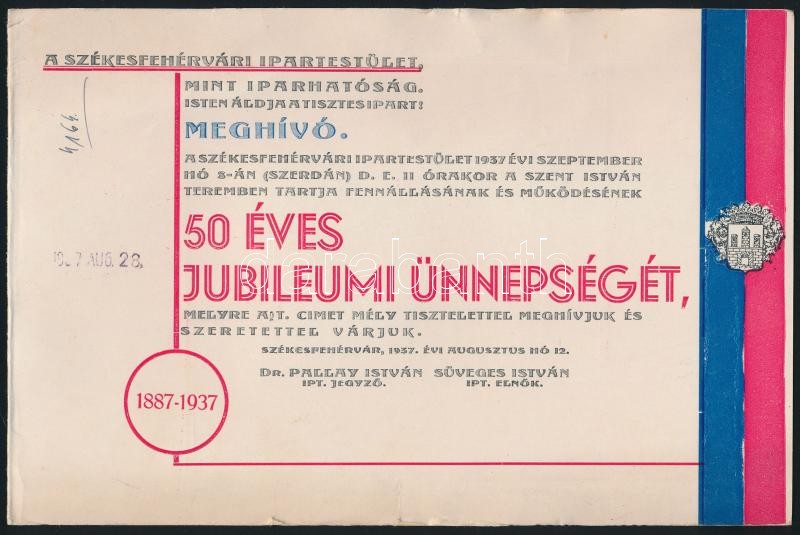 A SZÉKESFEHÉRVÁRI IPARTESTÜLET,
MINT IPARHATÓSÁG.
ISTEN ÁLDJA A TISZTES IPART!
MEGHÍVÓ.
A SZÉKESFEHÉRVÁRI IPARTESTÜLET 1937 ÉVI SZEPTEMBER
HÓ 8-ÁN (SZERDÁN) D. E. 11 ÓRAKOR A SZENT ISTVÁN
TEREMBEN TARTJA FENNÁLLÁSÁNAK ÉS MŰKÖDÉSÉNEK
50 ÉVES
JUBILEUMI ÜNNEPSÉGÉT,
MELYRE A]T. CIMET MÉLY TISZTELETTEL MEGHÍVJUK ÉS
SZERETETTEL VÁRJUK.
SZÉKESFEHÉRVÁR, 1937. ÉVI AUGUSZTUS HÓ 12.
DR. PALLAY ISTVÁN SÜVEGES ISTVÁN
IPT. JEGYZŐ. IPT. ELNÖK.
1887-1937
4164.
AUG. 28.
darabanth